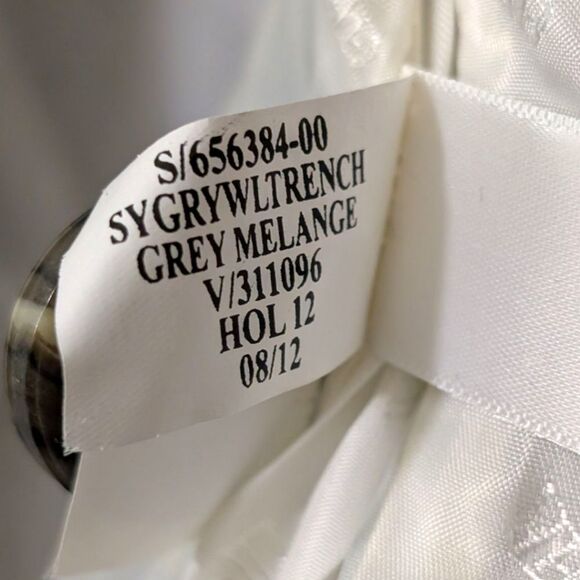 S/656384-00
SYGRYWLTRENCH
GREY MELANGE
V/311096
HOL 12
08/12